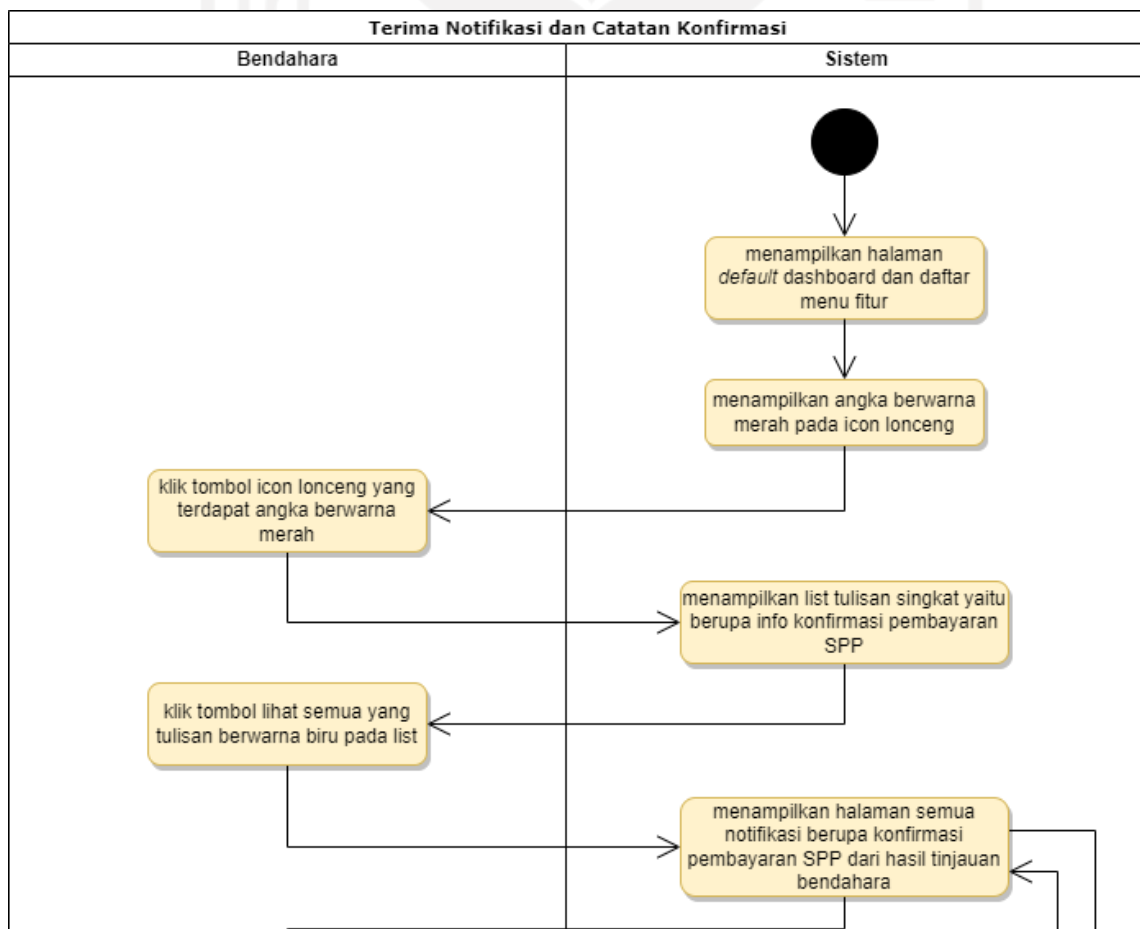 Terima Notifikasi dan Catatan Konfirmasi
Bendahara
Sistem
menampilkan halaman
default dashboard dan daftar
menu fitur
menampilkan angka berwarna
merah pada icon lonceng
klik tombol icon lonceng yang
terdapat angka berwarna
merah
menampilkan list tulisan singkat yaitu
berupa info konfirmasi pembayaran
SPP
klik tombol lihat semua yang
tulisan berwarna biru pada list
menampilkan halaman semua
notifikasi berupa konfirmasi
pembayaran SPP dari hasil tinjauan
bendahara